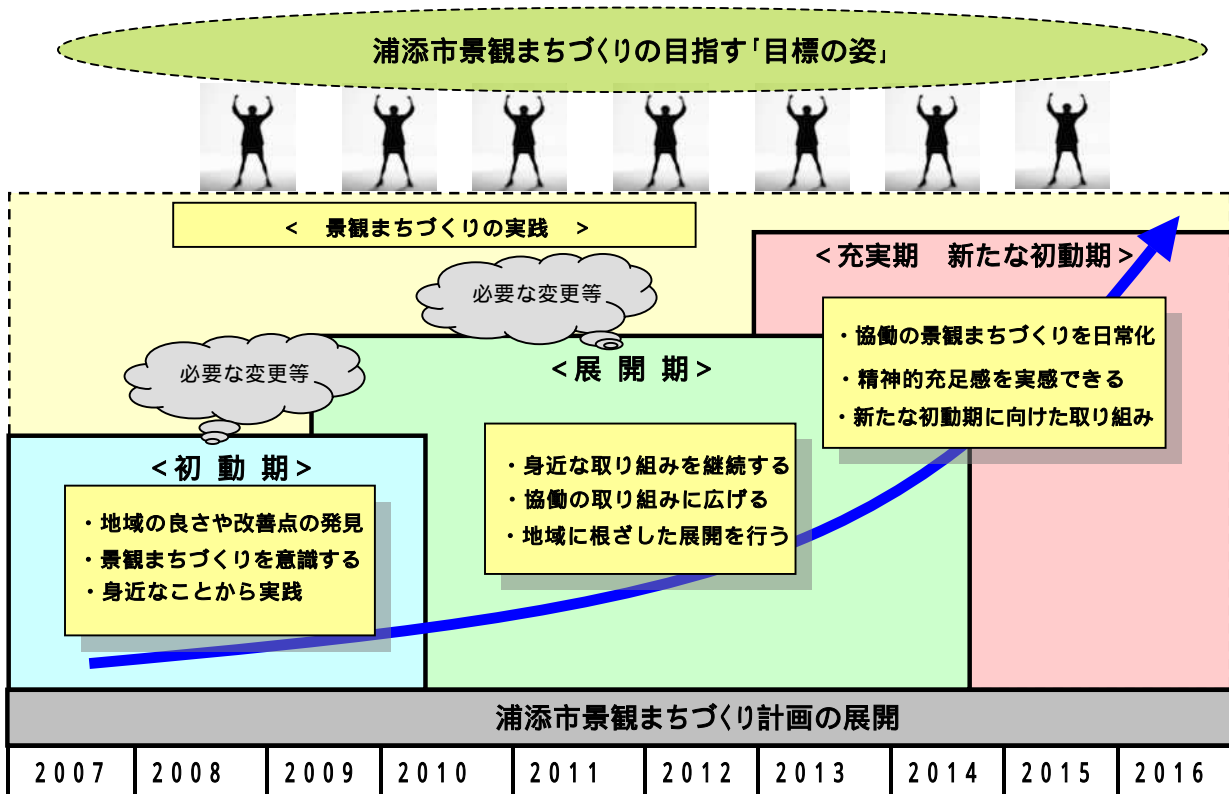 浦添市景観まちづくりの目指す「目標の姿」
< 景観まちづくりの実践 >
<充実期 新たな初動期>
必要な変更等
・協働の景観まちづくりを日常化
・精神的充足感を実感できる
・新たな初動期に向けた取り組み
必要な変更等
<展 開 期>
・身近な取り組みを継続する
・協働の取り組みに広げる
・地域に根ざした展開を行う
<初 動 期>
・地域の良さや改善点の発見
・景観まちづくりを意識する
・身近なことから実践
浦添市景観まちづくり計画の展開
2007 2008 2009 2010 2011 2012 2013 2014 2015 2016